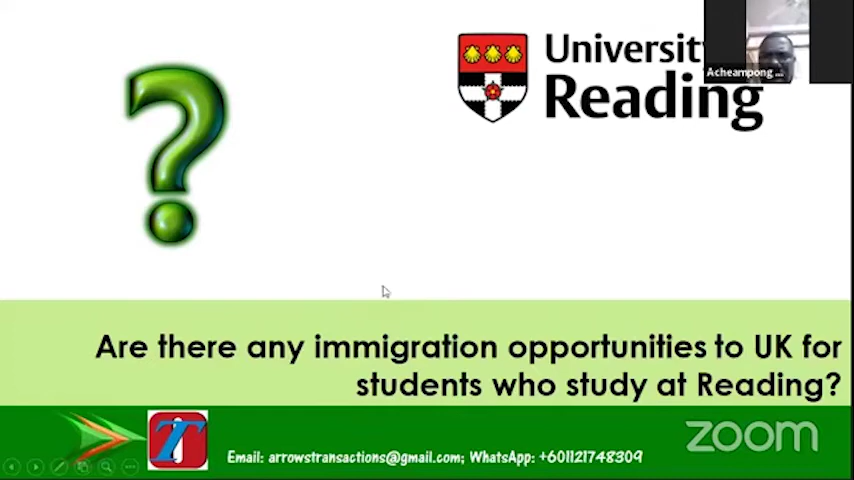 University
Reading
Acheampong ...
Are there any immigration opportunities to UK for
students who study at Reading?
Email: arrowstransactions@gmail.com; WhatsApp: +601121748309
zoom